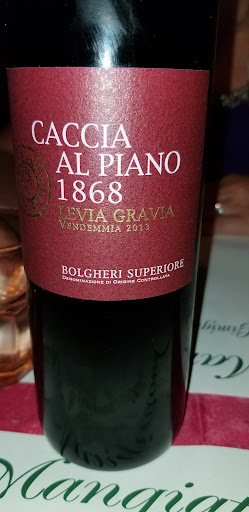 CACCIA
AL PIANO
1868
LEVIA GRAVIA
VENDEMMIA 2013
BOLGHERI SUPERIORE
DENOMINAZIONE DI ORIGINE CONTROLLATA